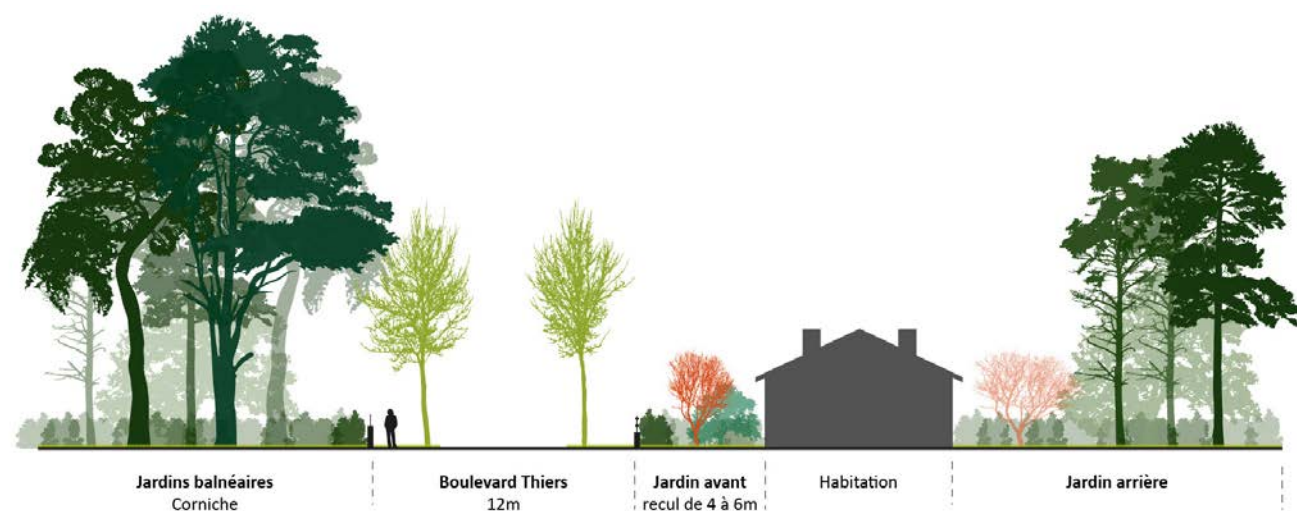 Jardins balnéaires
Corniche
Boulevard Thiers
12m
Jardin avant
recul de 4 à 6m
Habitation
Jardin arrière